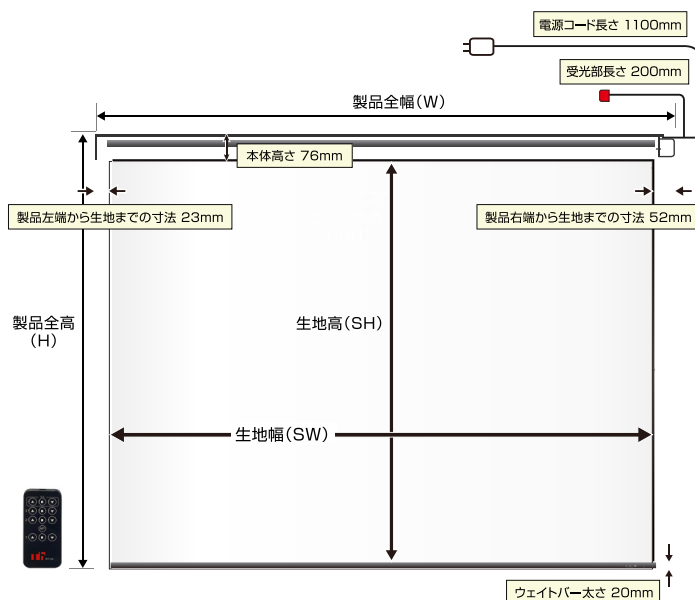 電源コード長さ 1100mm
受光部長さ 200mm
製品全幅(W)
本体高さ 76mm
製品左端から生地までの寸法 23mm
製品右端から生地までの寸法 52mm
製品全高
(H)
生地高(SH)
生地幅(SW)
ウェイトバー太さ 20mm